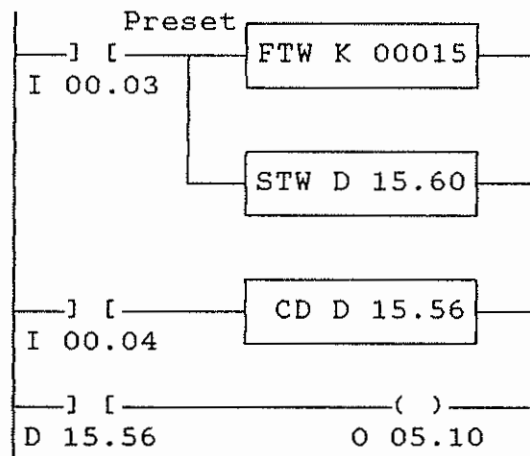 Preset
] [ FTW K 00015
I 00.03
STW D 15.60
] [ CD D 15.56
I 00.04
] [ ( )
D 15.56 O 05.10